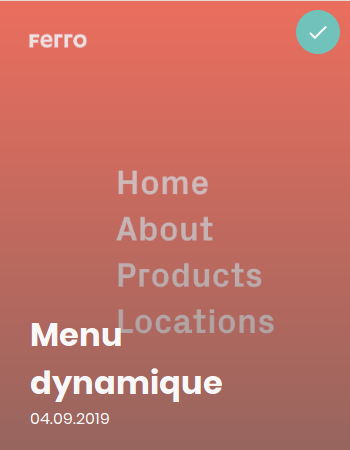 Ferro
Home
About
Products
Locations
Menu
dynamique
04.09.2019